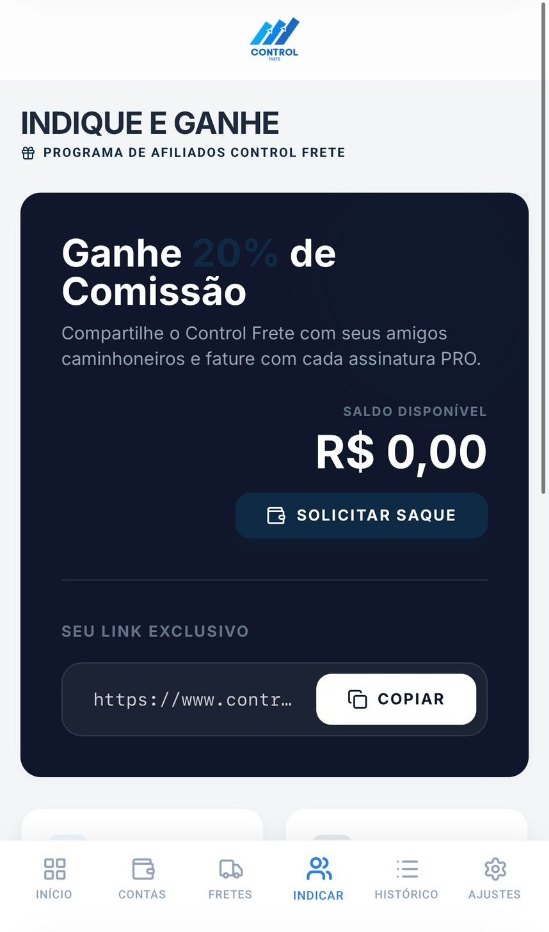 CONTROL
FRETE
INDIQUE E GANHE
PROGRAMA DE AFILIADOS CONTROL FRETE
Ganhe 20% de
Comissão
Compartilhe o Control Frete com seus amigos
caminhoneiros e fature com cada assinatura PRO.
SALDO DISPONÍVEL
R$ 0,00
SOLICITAR SAQUE
SEU LINK EXCLUSIVO
https://www.contr… COPIAR
INÍCIO CONTAS FRETES INDICAR HISTÓRICO AJUSTES